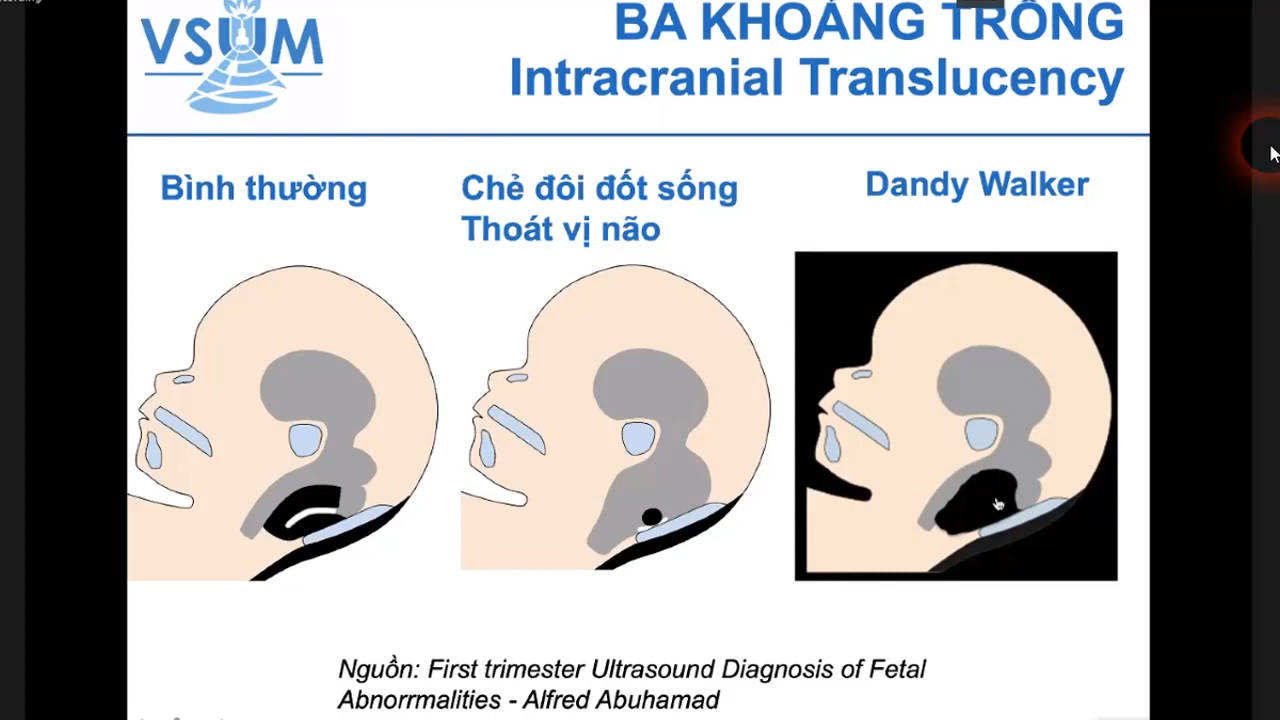 VSUM
BA KHOẢNG TRỐNG
Intracranial Translucency
Bình thường
Chẻ đôi đốt sống
Thoát vị não
Dandy Walker
Nguồn: First trimester Ultrasound Diagnosis of Fetal
Abnorrmalities - Alfred Abuhamad